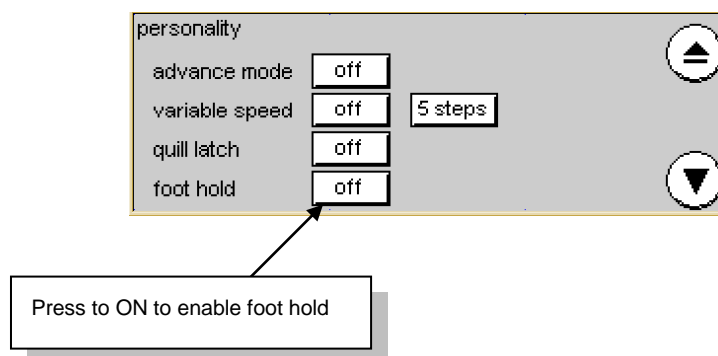 personality
advance mode off
variable speed off 5 steps
quill latch off
foot hold off
Press to ON to enable foot hold